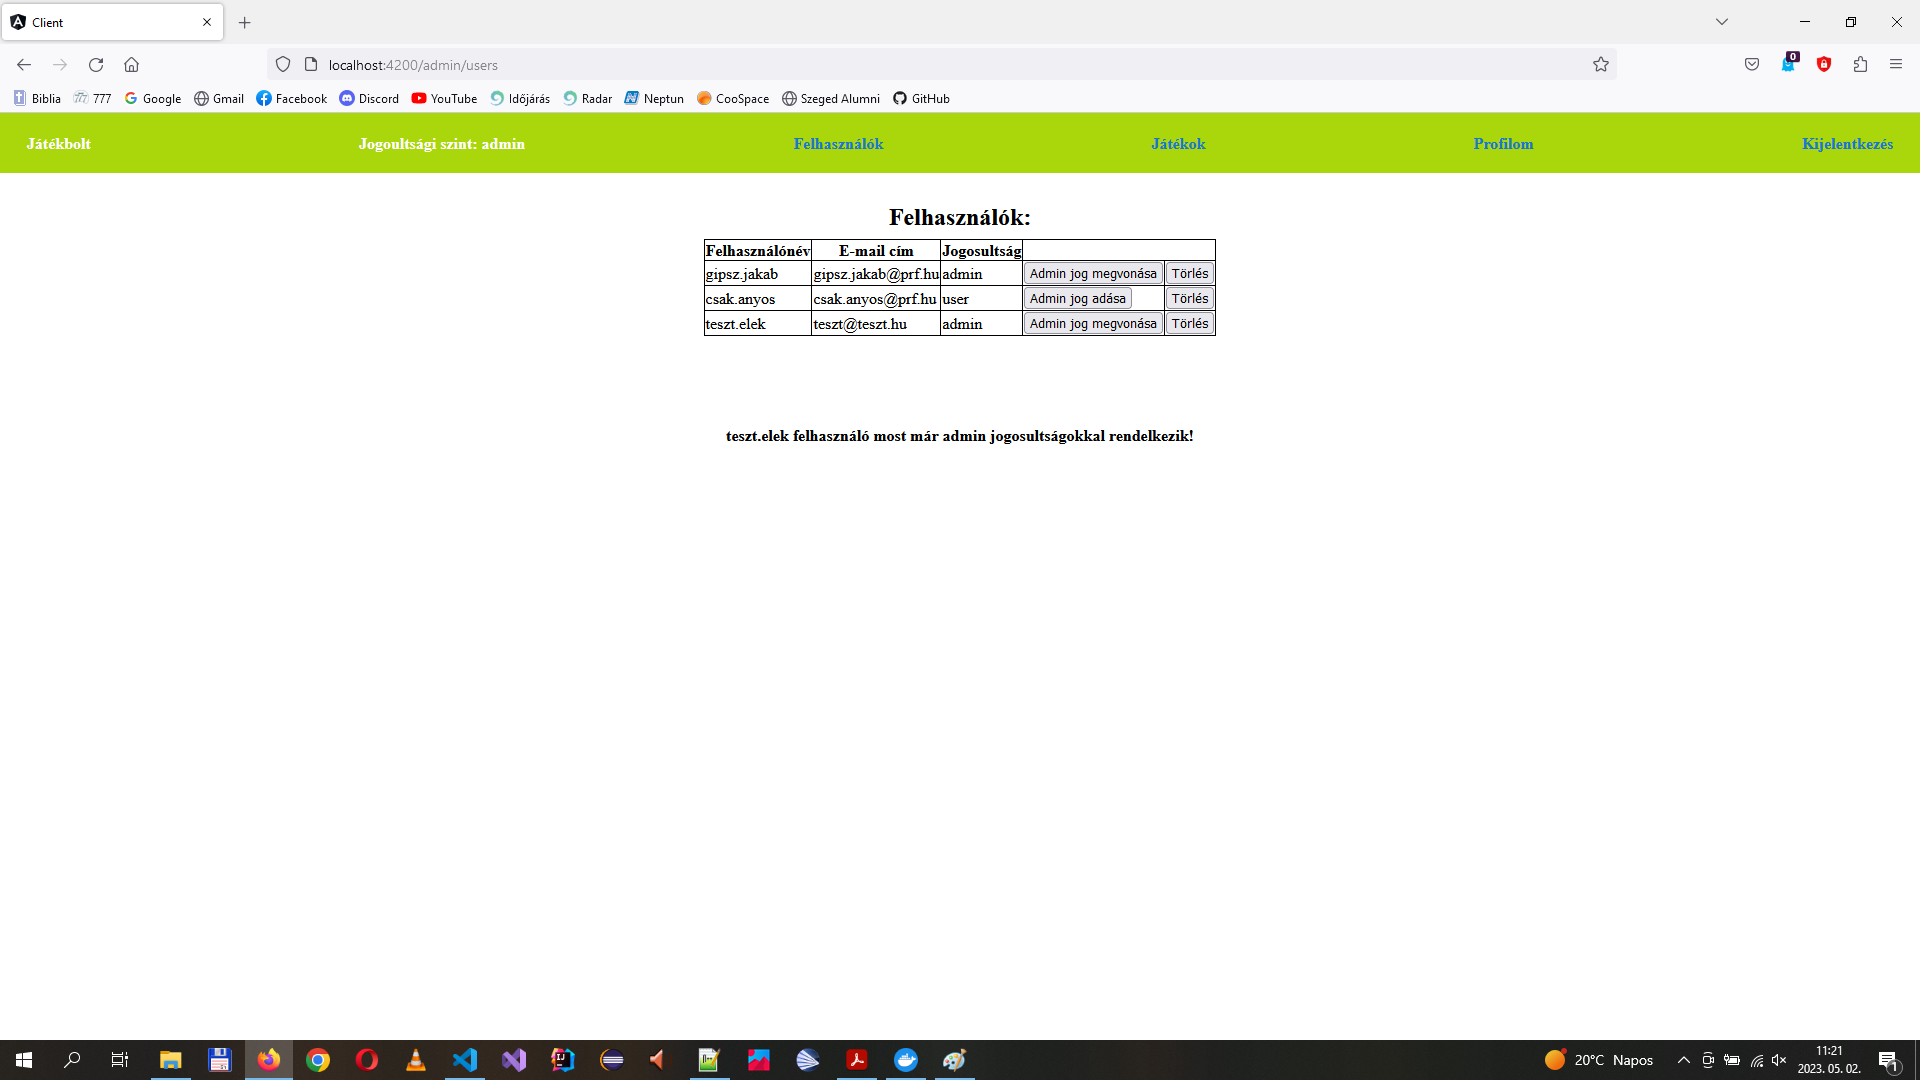 Client
localhost:4200/admin/users
0
Biblia 777 Google Gmail Facebook Discord YouTube Időjárás Radar Neptun CooSpace Szeged Alumni GitHub
Játékbolt Jogoultsági szint: admin Felhasználók Játékok Profilom Kijelentkezés
Felhasználók:
Felhasználónév E-mail cím Jogosultság
gipsz.jakab gipsz.jakab@prf.hu admin Admin jog megvonása Törlés
csak.anyos csak.anyos@prf.hu user Admin jog adása Törlés
teszt.elek teszt@teszt.hu admin Admin jog megvonása Törlés
teszt.elek felhasználó most már admin jogosultságokkal rendelkezik!
20°C Napos
11:21
2023. 05. 02.
1